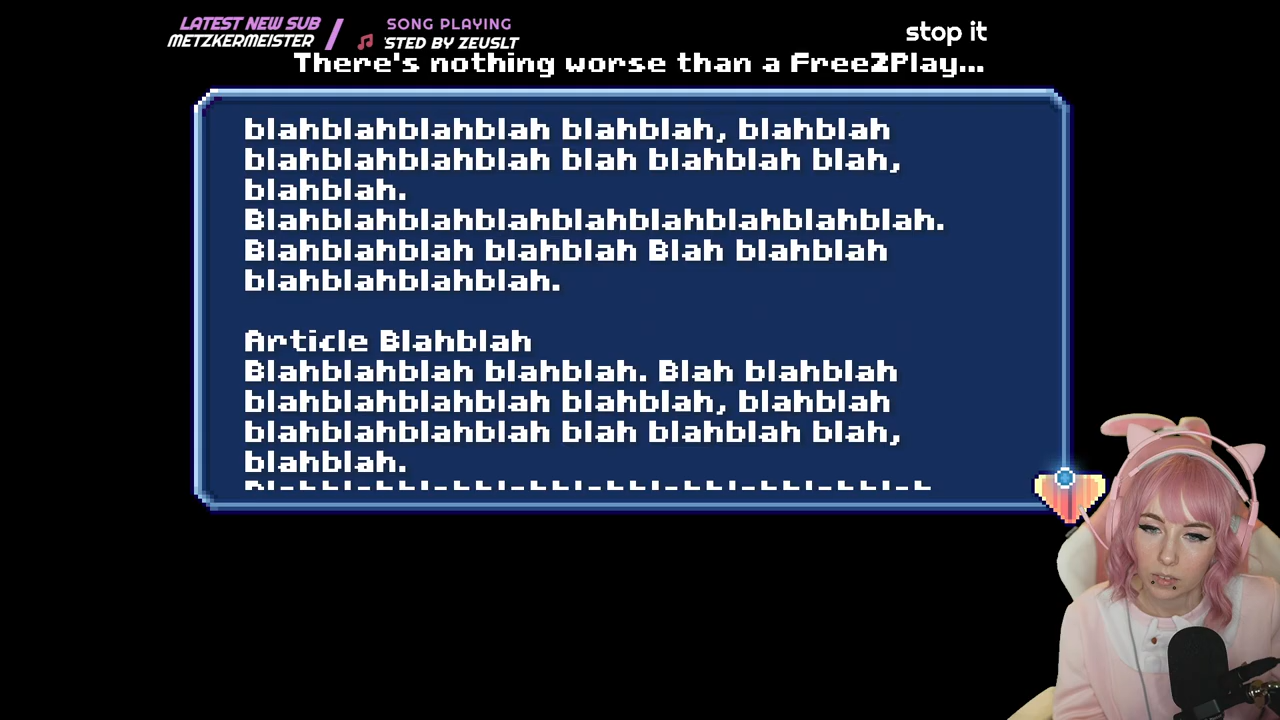 LATEST NEW SUB
METZKERMEISTER
SONG PLAYING
STED BY ZEUSLT
stop it
There's nothing worse than a Free2Play...
blahblahblahblah blahblah, blahblah
blahblahblahblah blah blahblah blah,
blahblah.
Blahblahblahblahblahblahblahblahblah.
Blahblahblah blahblah Blah blahblah
blahblahblahblah.
Article Blahblah
Blahblahblah blahblah. Blah blahblah
blahblahblahblah blahblah, blahblah
blahblahblahblah blah blahblah blah,
blahblah.